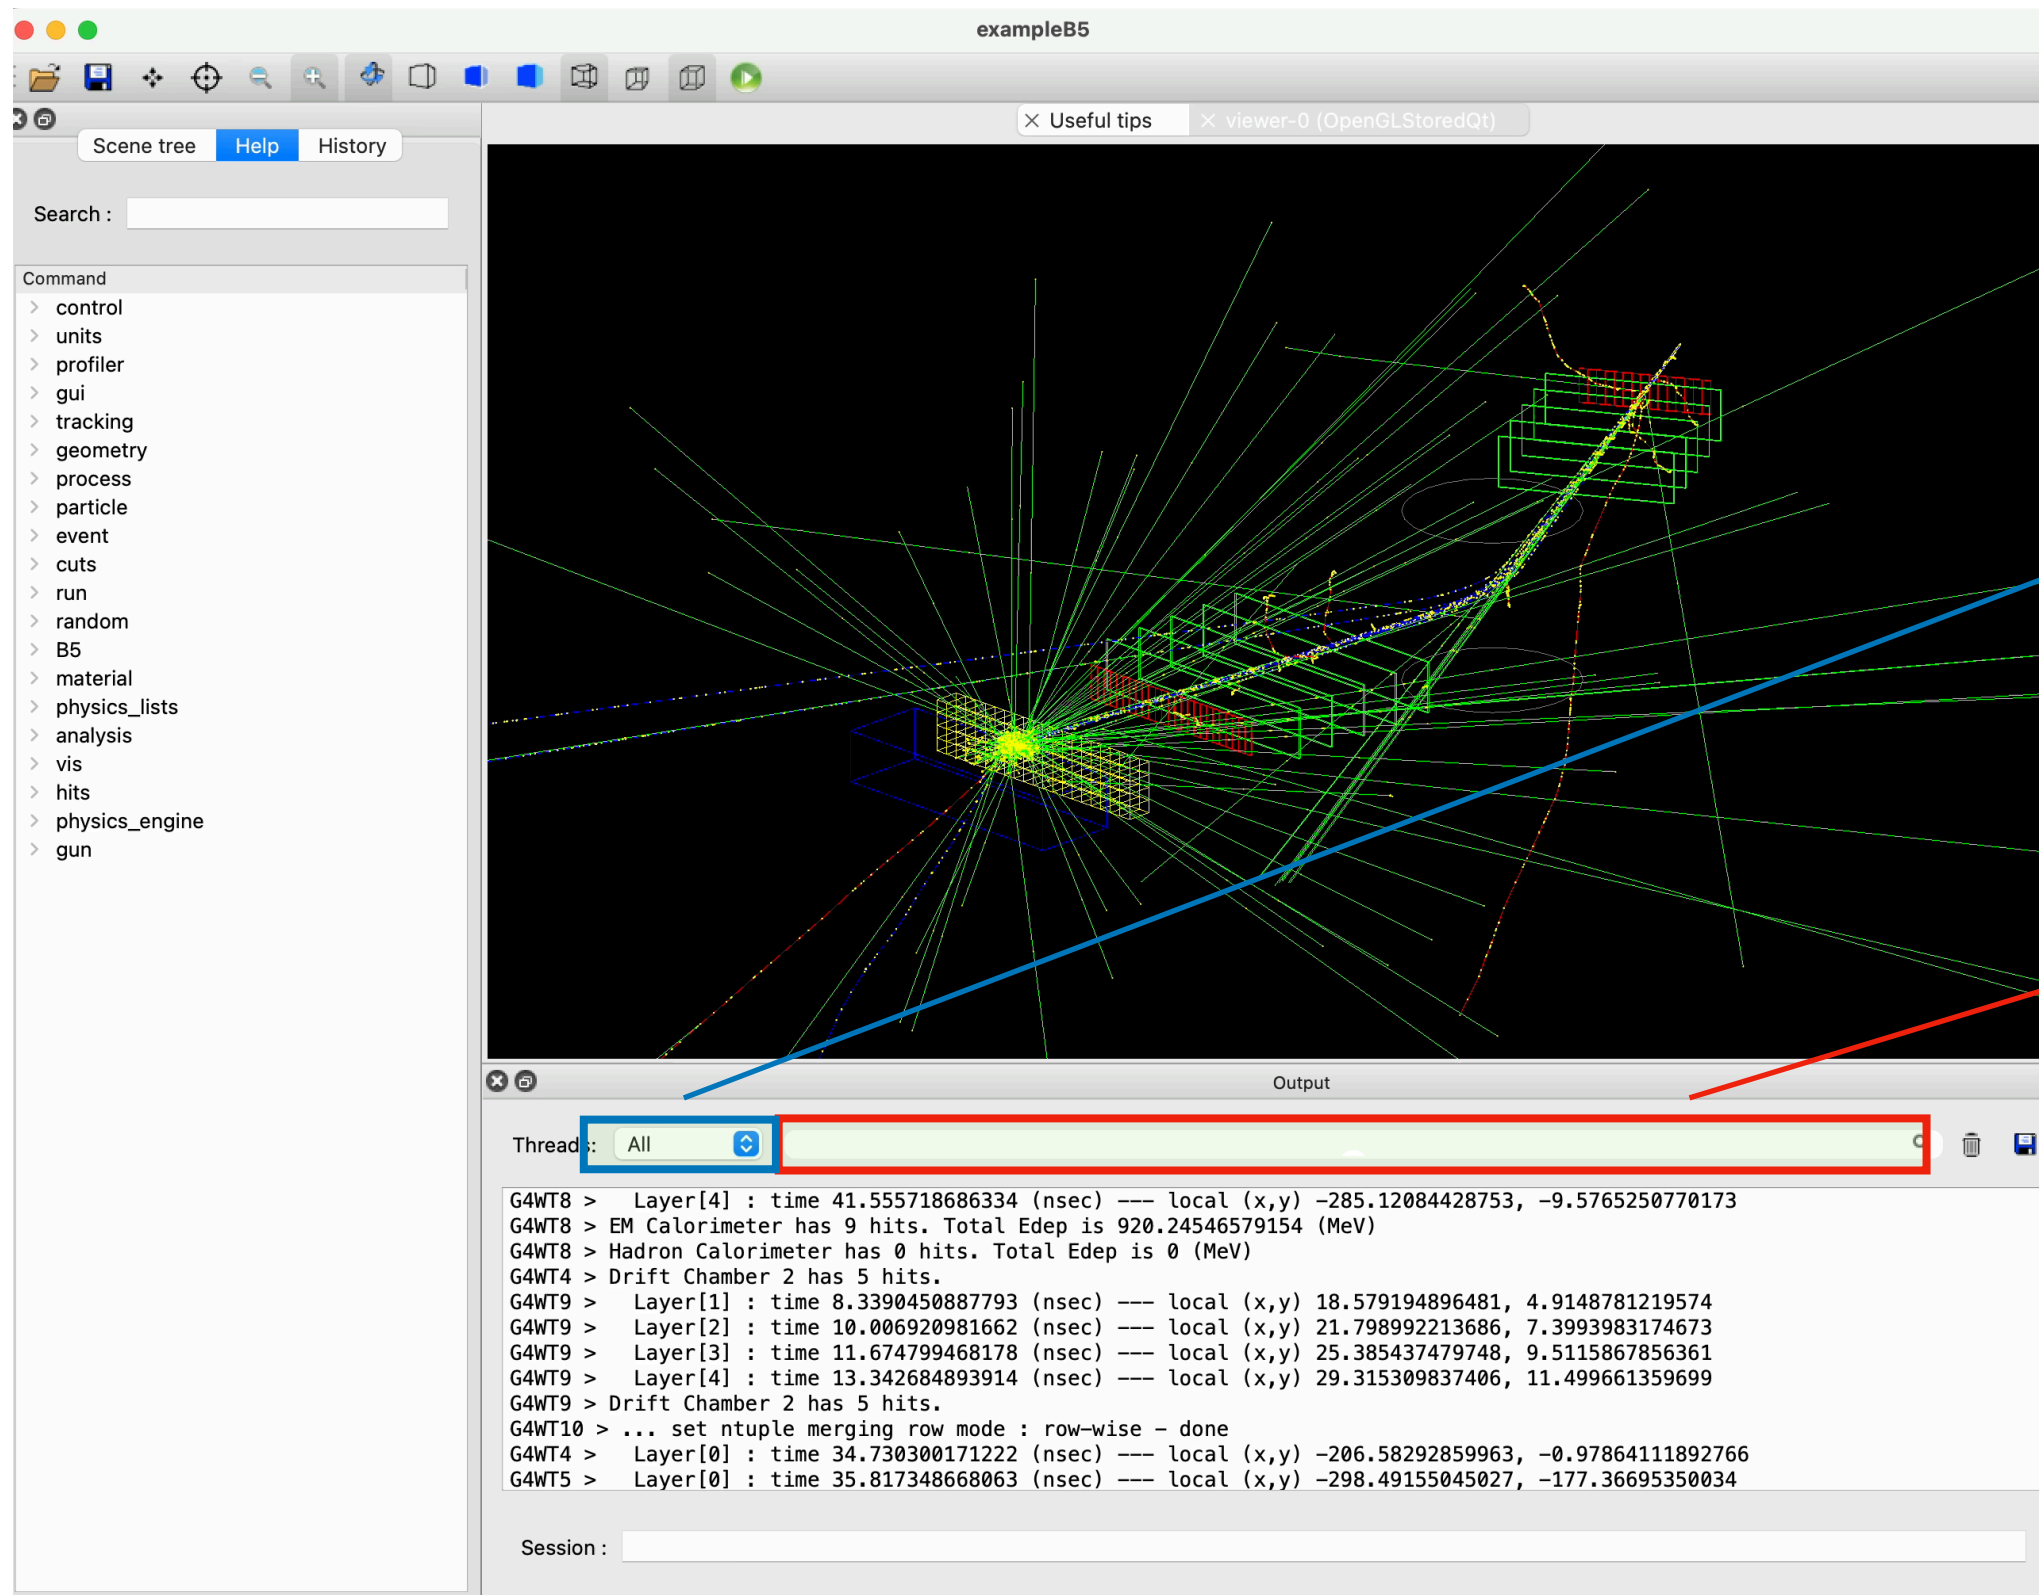 exampleB5
Useful tips
viewer-0 (OpenGLStoredQt)
Scene tree
Help
History
Search :
Command
control
units
profiler
gui
tracking
geometry
process
particle
event
cuts
run
random
B5
material
physics_lists
analysis
vis
hits
physics_engine
gun
Output
Threads:
All
G4WT8 >   Layer[4] : time 41.555718686334 (nsec) --- local (x,y) -285.12084428753, -9.5765250770173
G4WT8 > EM Calorimeter has 9 hits. Total Edep is 920.24546579154 (MeV)
G4WT8 > Hadron Calorimeter has 0 hits. Total Edep is 0 (MeV)
G4WT4 > Drift Chamber 2 has 5 hits.
G4WT9 >   Layer[1] : time 8.3390450887793 (nsec) --- local (x,y) 18.579194896481, 4.9148781219574
G4WT9 >   Layer[2] : time 10.006920981662 (nsec) --- local (x,y) 21.798992213686, 7.3993983174673
G4WT9 >   Layer[3] : time 11.674799468178 (nsec) --- local (x,y) 25.385437479748, 9.5115867856361
G4WT9 >   Layer[4] : time 13.342684893914 (nsec) --- local (x,y) 29.315309837406, 11.499661359699
G4WT9 > Drift Chamber 2 has 5 hits.
G4WT10 > ... set ntuple merging row mode : row-wise - done
G4WT4 >   Layer[0] : time 34.730300171222 (nsec) --- local (x,y) -206.58292859963, -0.97864111892766
G4WT5 >   Layer[0] : time 35.817348668063 (nsec) --- local (x,y) -298.49155045027, -177.36695350034
Session :